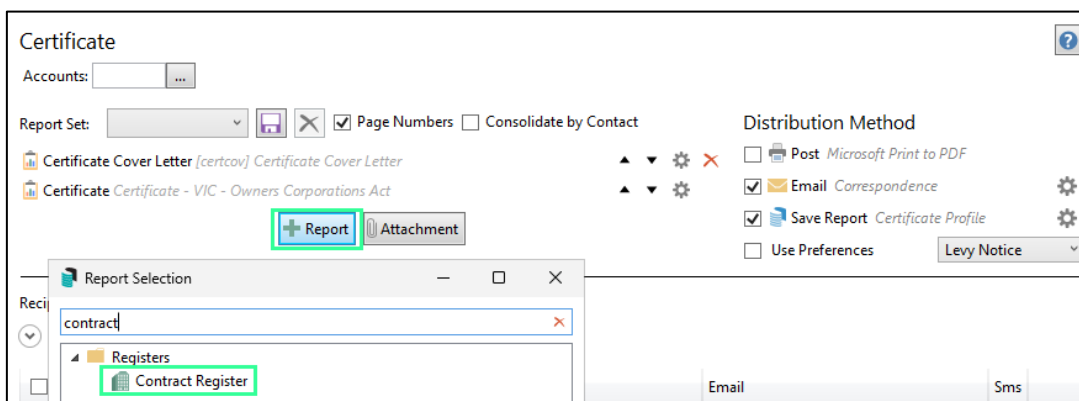 Certificate
Accounts: ...
Report Set: Page Numbers Consolidate by Contact
Distribution Method
Certificate Cover Letter [certcov] Certificate Cover Letter
Post Microsoft Print to PDF
Certificate Certificate - VIC - Owners Corporations Act
Email Correspondence
Report Attachment
Save Report Certificate Profile
Use Preferences Levy Notice
Report Selection
contract
Registers
Contract Register
Email Sms